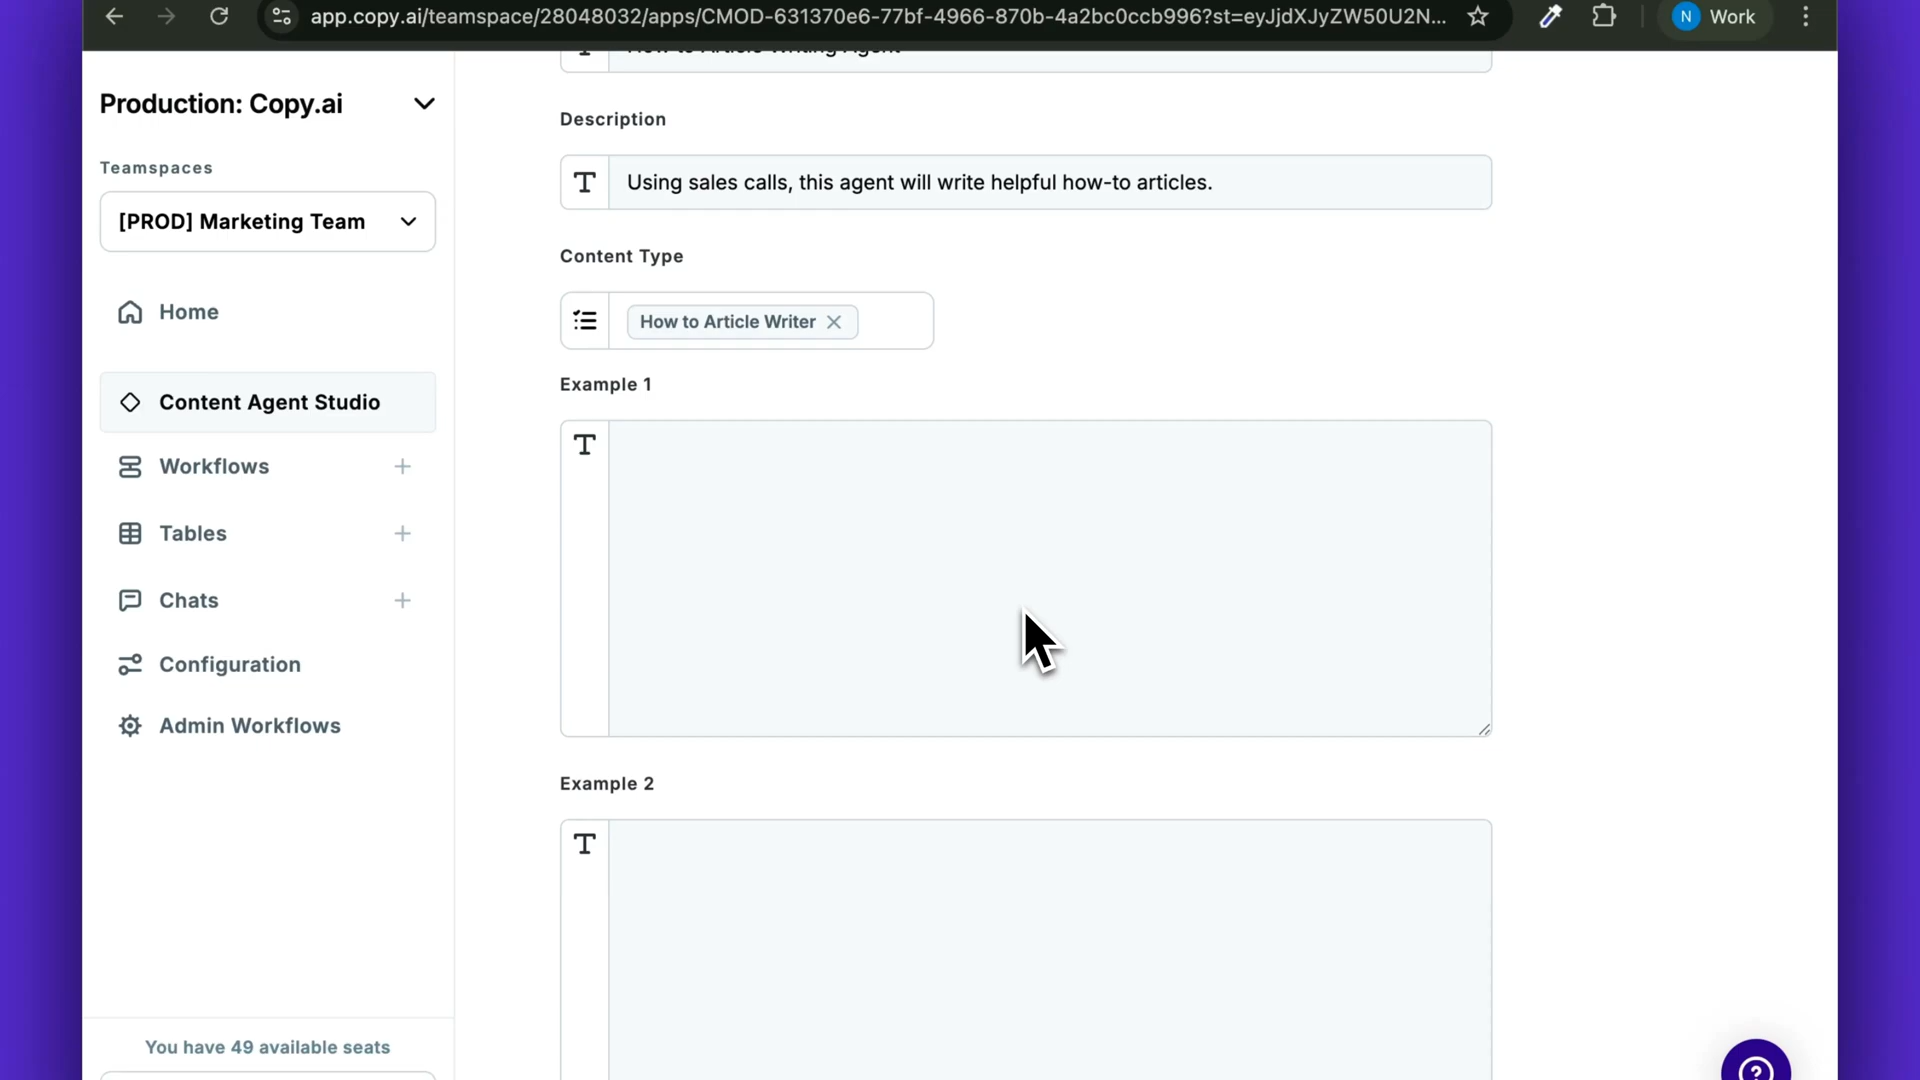 app.copy.ai/teamspace/28048032/apps/CMOD-631370e6-77bf-4966-870b-4a2bc0ccb996?st=eyJjdXJyZW50U2N...
N
Work
Production: Copy.ai
Teamspaces
[PROD] Marketing Team
Home
Content Agent Studio
Workflows
Tables
Chats
Configuration
Admin Workflows
You have 49 available seats
How to Article Writing Agent
Description
Using sales calls, this agent will write helpful how-to articles.
Content Type
How to Article Writer
Example 1
Example 2